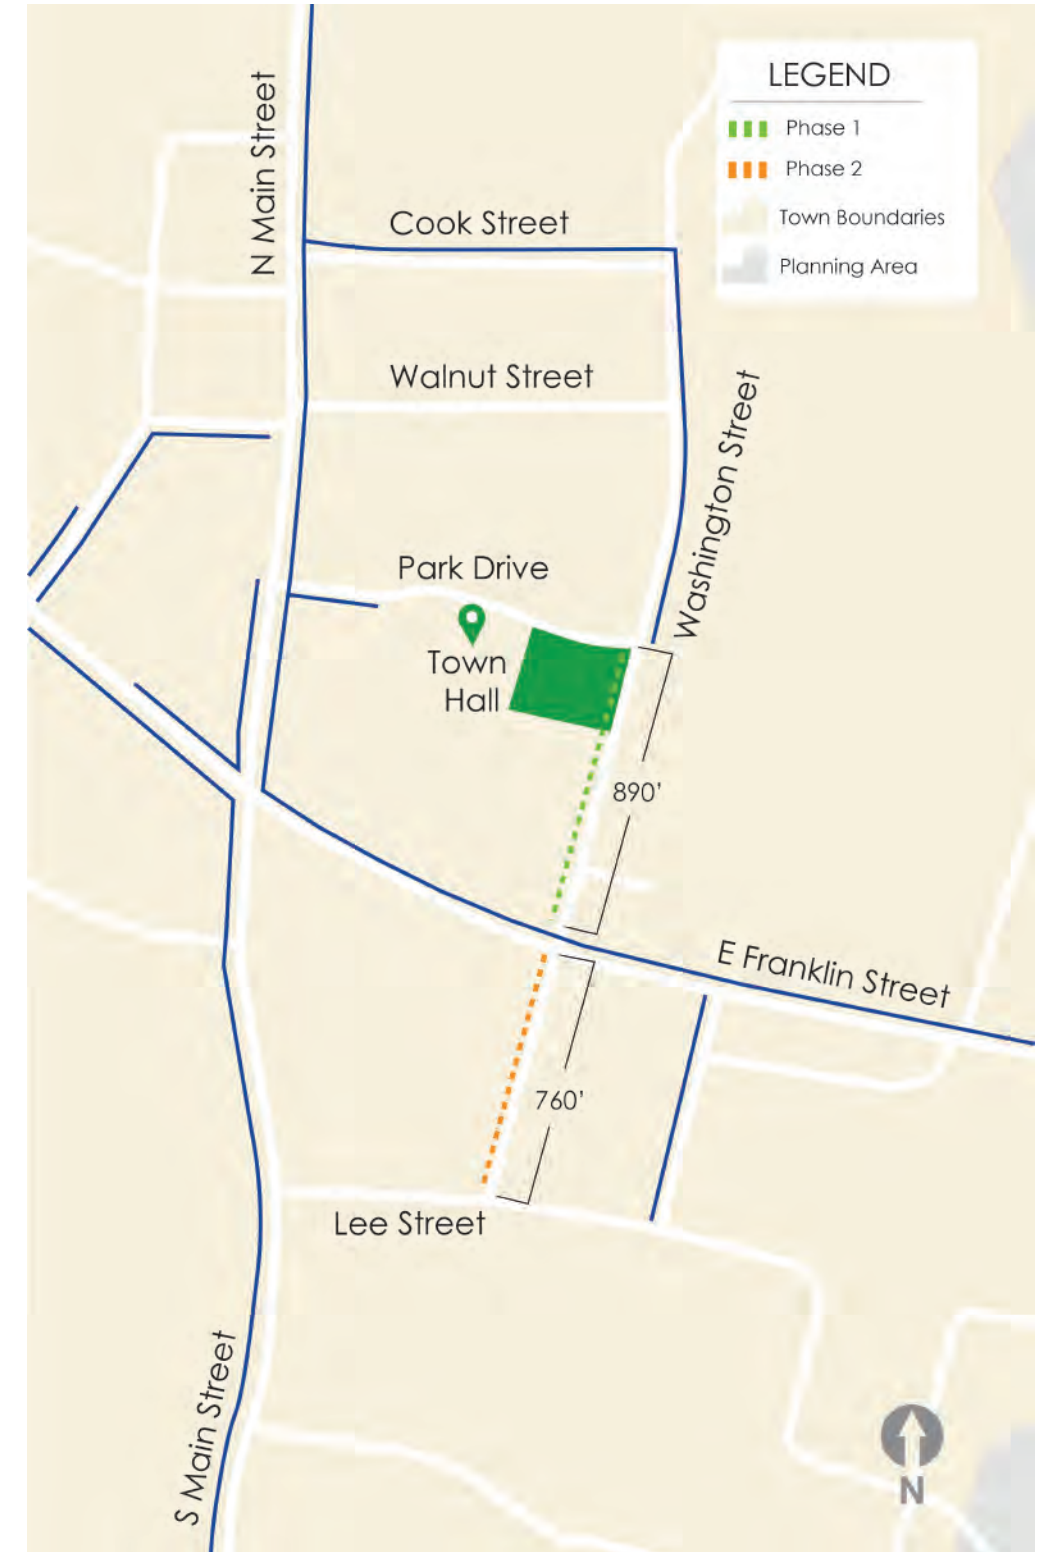 LEGEND
Phase 1
Phase 2
Town Boundaries
Planning Area
N Main Street
Cook Street
Walnut Street
Washington Street
Park Drive
Town
Hall
890’
E Franklin Street
760’
Lee Street
S Main Street
N